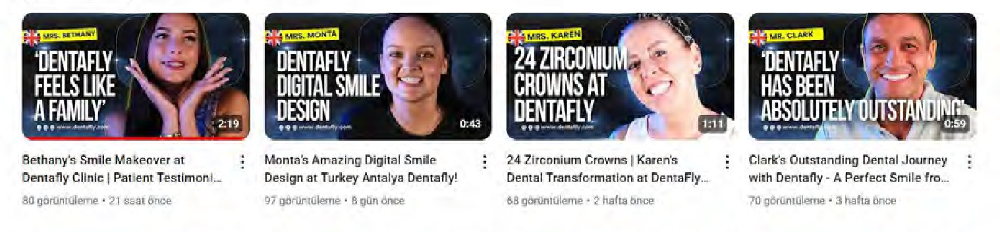 MRS. BETHANY
'DENTAFLY
FEELS LIKE
A FAMILY'
www.dentafly.com
2:19
Bethany's Smile Makeover at
Dentafly Clinic | Patient Testimoni...
80 görüntüleme • 21 saat önce
MRS. MONTA
DENTAFLY
DIGITAL SMILE
DESIGN
www.dentafly.com
0:43
Monta's Amazing Digital Smile
Design at Turkey Antalya Dentafly!
97 görüntüleme • 8 gün önce
MRS. KAREN
24 ZIRCONIUM
CROWNS AT
DENTAFLY
www.dentafly.com
1:11
24 Zirconium Crowns | Karen's
Dental Transformation at DentaFly...
68 görüntüleme • 2 hafta önce
MR. CLARK
'DENTAFLY
HAS BEEN
ABSOLUTELY OUTSTANDING'
www.dentafly.com
0:59
Clark's Outstanding Dental Journey
with Dentafly - A Perfect Smile fro...
70 görüntüleme • 3 hafta önce